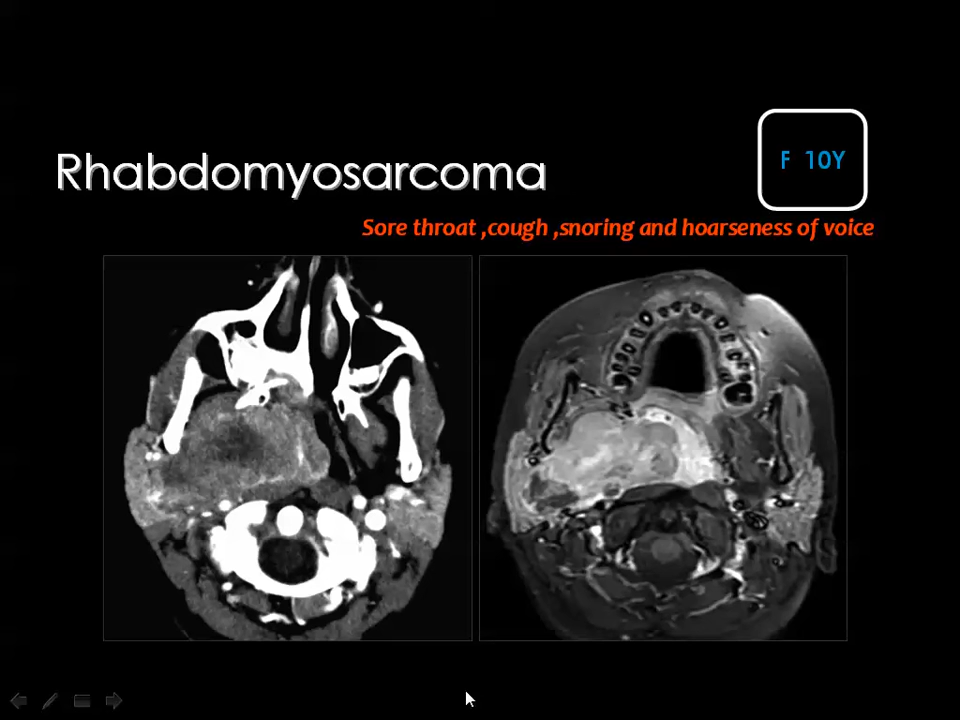 F 10Y
Rhabdomyosarcoma
Sore throat ,cough ,snoring and hoarseness of voice